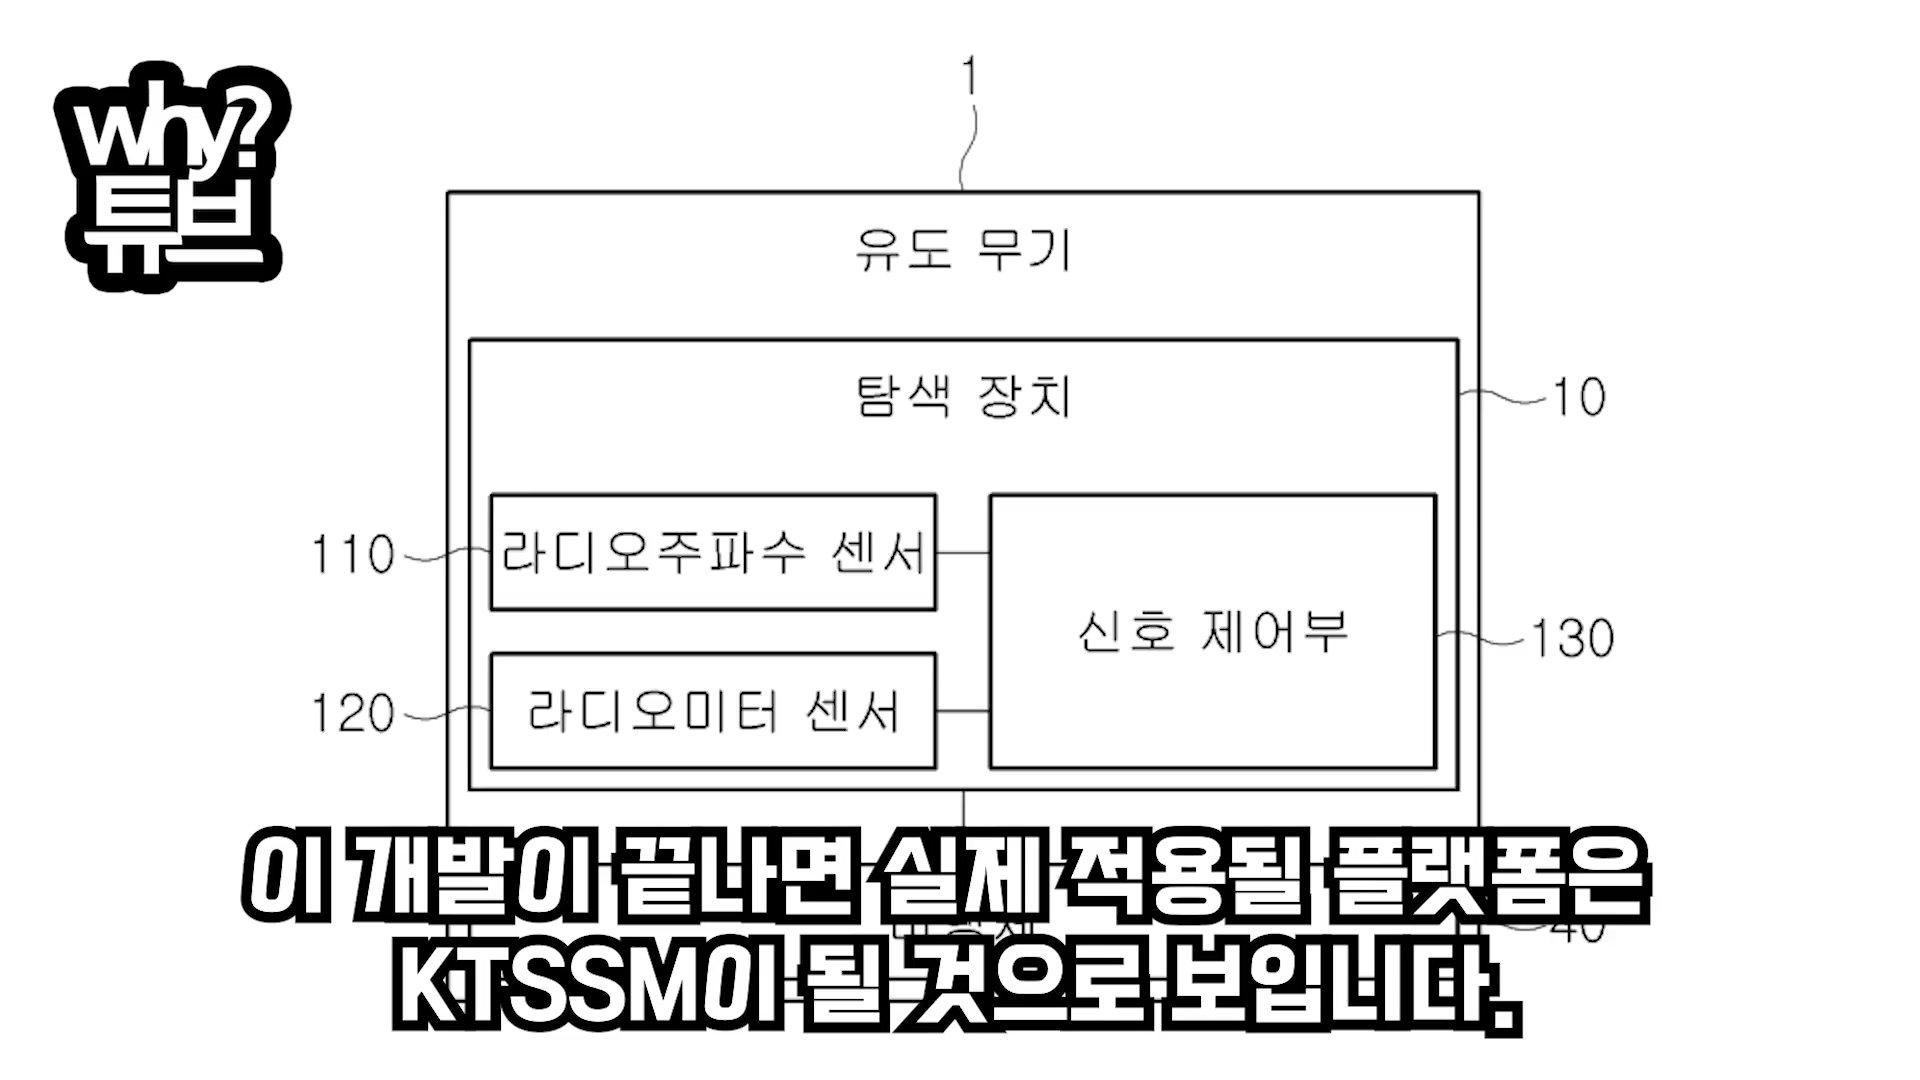 why?
튜브
1
유도 무기
탐색 장치
10
110
라디오주파수 센서
신호 제어부
130
120
라디오미터 센서
이 개발이 끝나면 실제 적용될 플랫폼은
40
KTSSM이 될 것으로 보입니다.